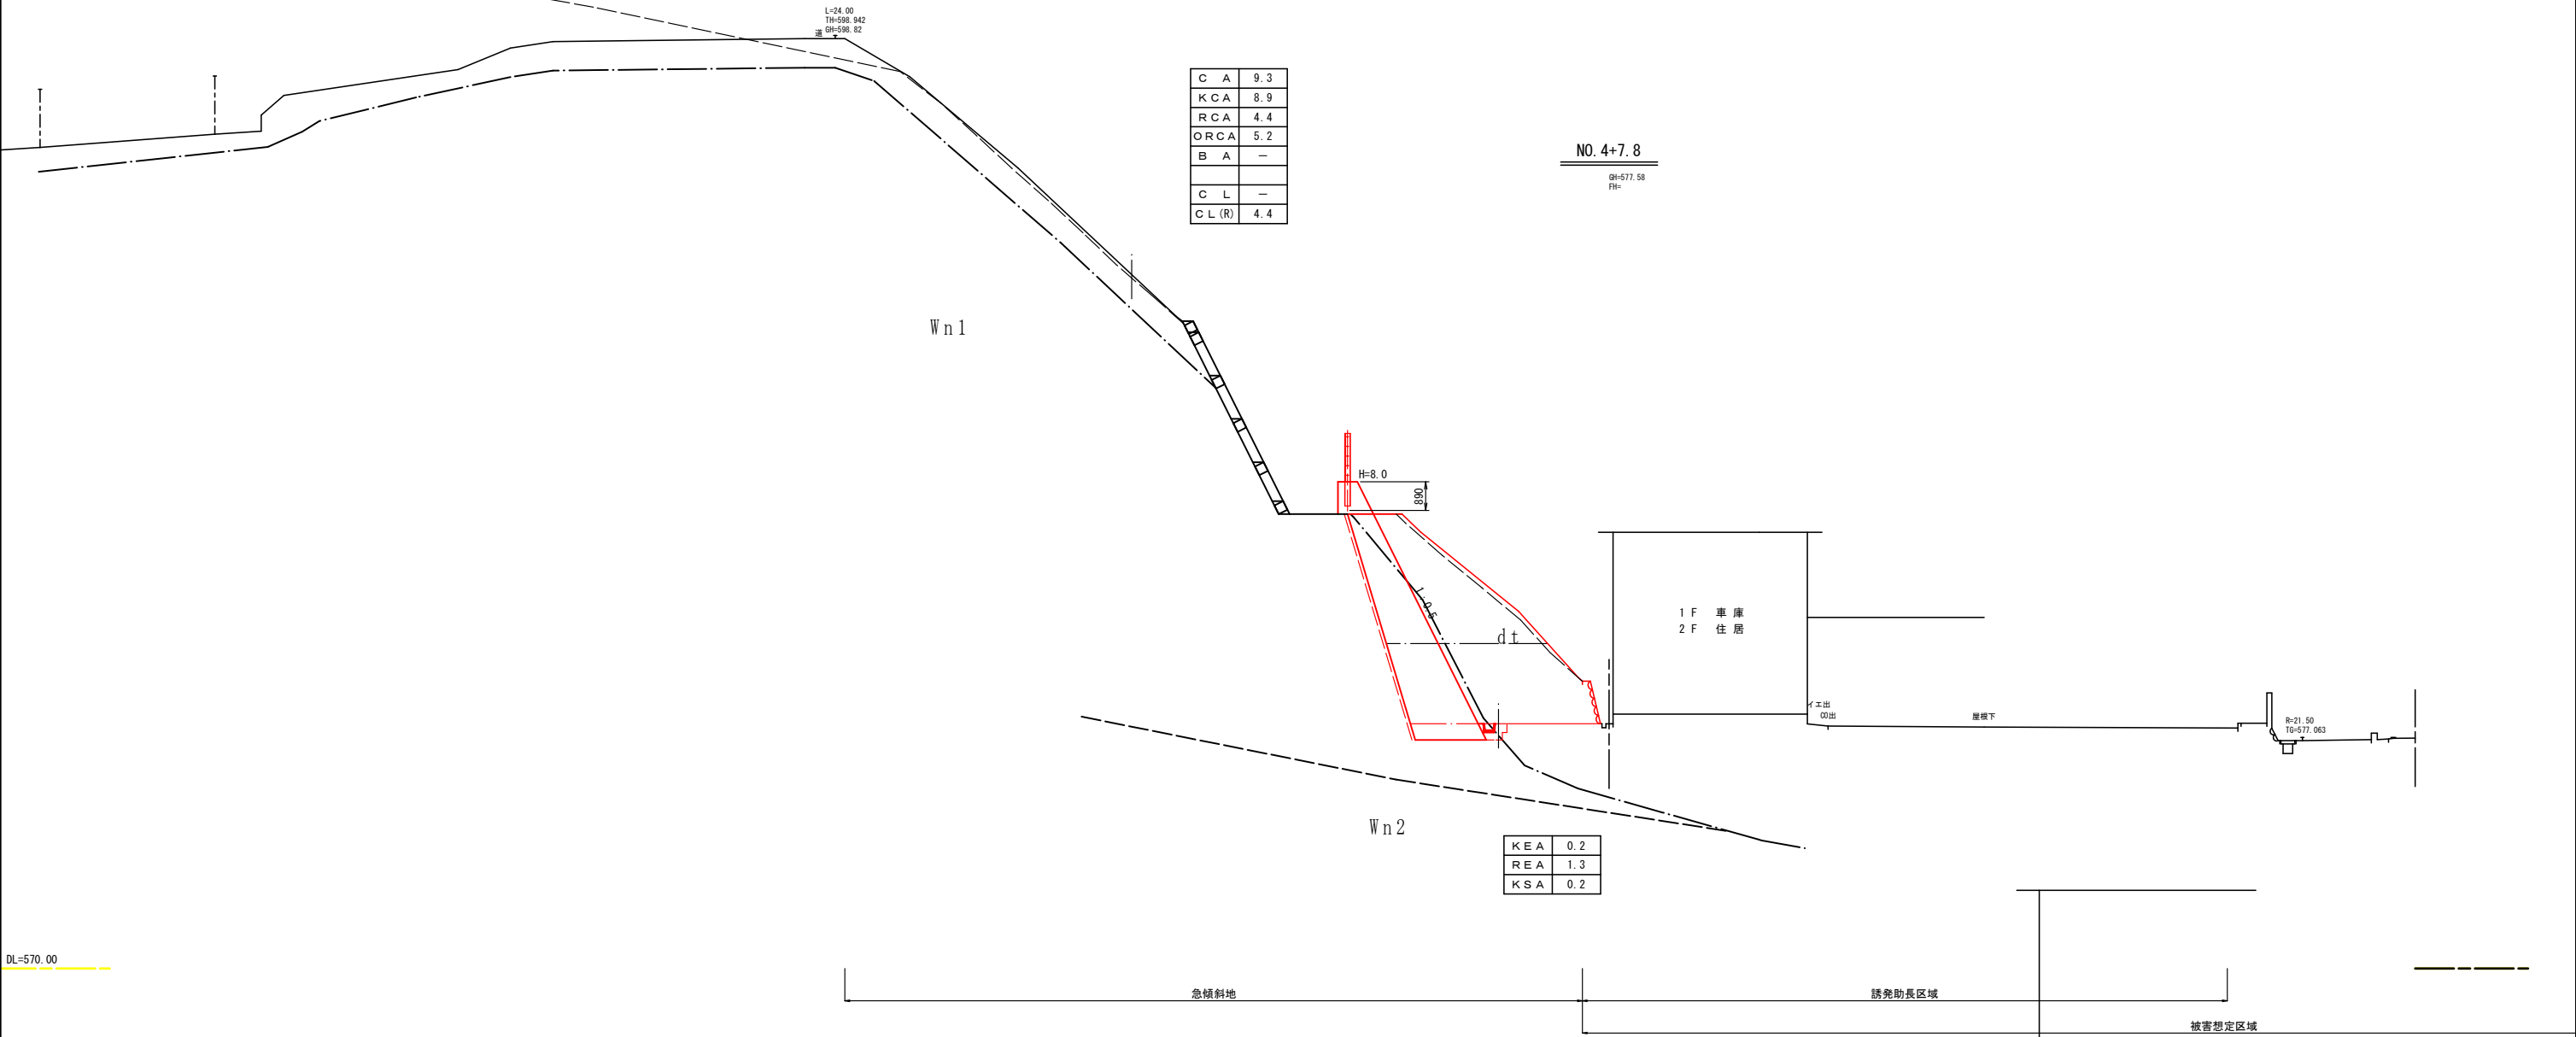 L=24.00
TH=598.942
道 GH=598.82
C A 9.3
KCA 8.9
RCA 4.4
ORCA 5.2
B A －
C L －
CL(R) 4.4
NO.4+7.8
GH=577.58
FH=
Wn1
H=8.0
890
1:0.5
dt
1F 車庫
2F 住居
イエ出
CO出
屋根下
R=21.50
TG=577.063
Wn2
KEA 0.2
REA 1.3
KSA 0.2
DL=570.00
急傾斜地
誘発助長区域
被害想定区域